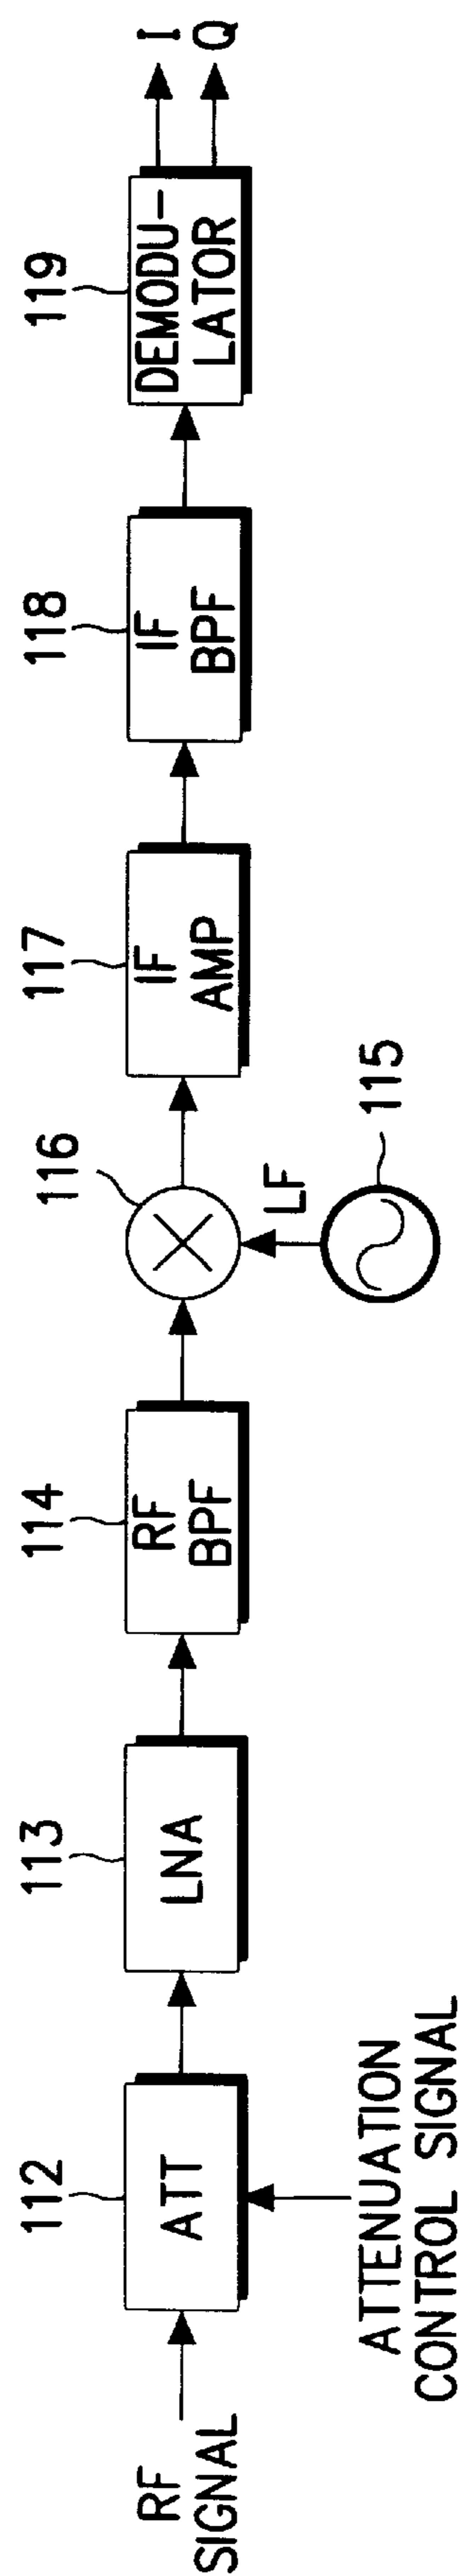 RF
SIGNAL
112
ATT
ATTENUATION
CONTROL SIGNAL
113
LNA
114
RF
BPF
116
LF
115
117
IF
AMP
118
IF
BPF
119
DEMODU-
LATOR
I
Q